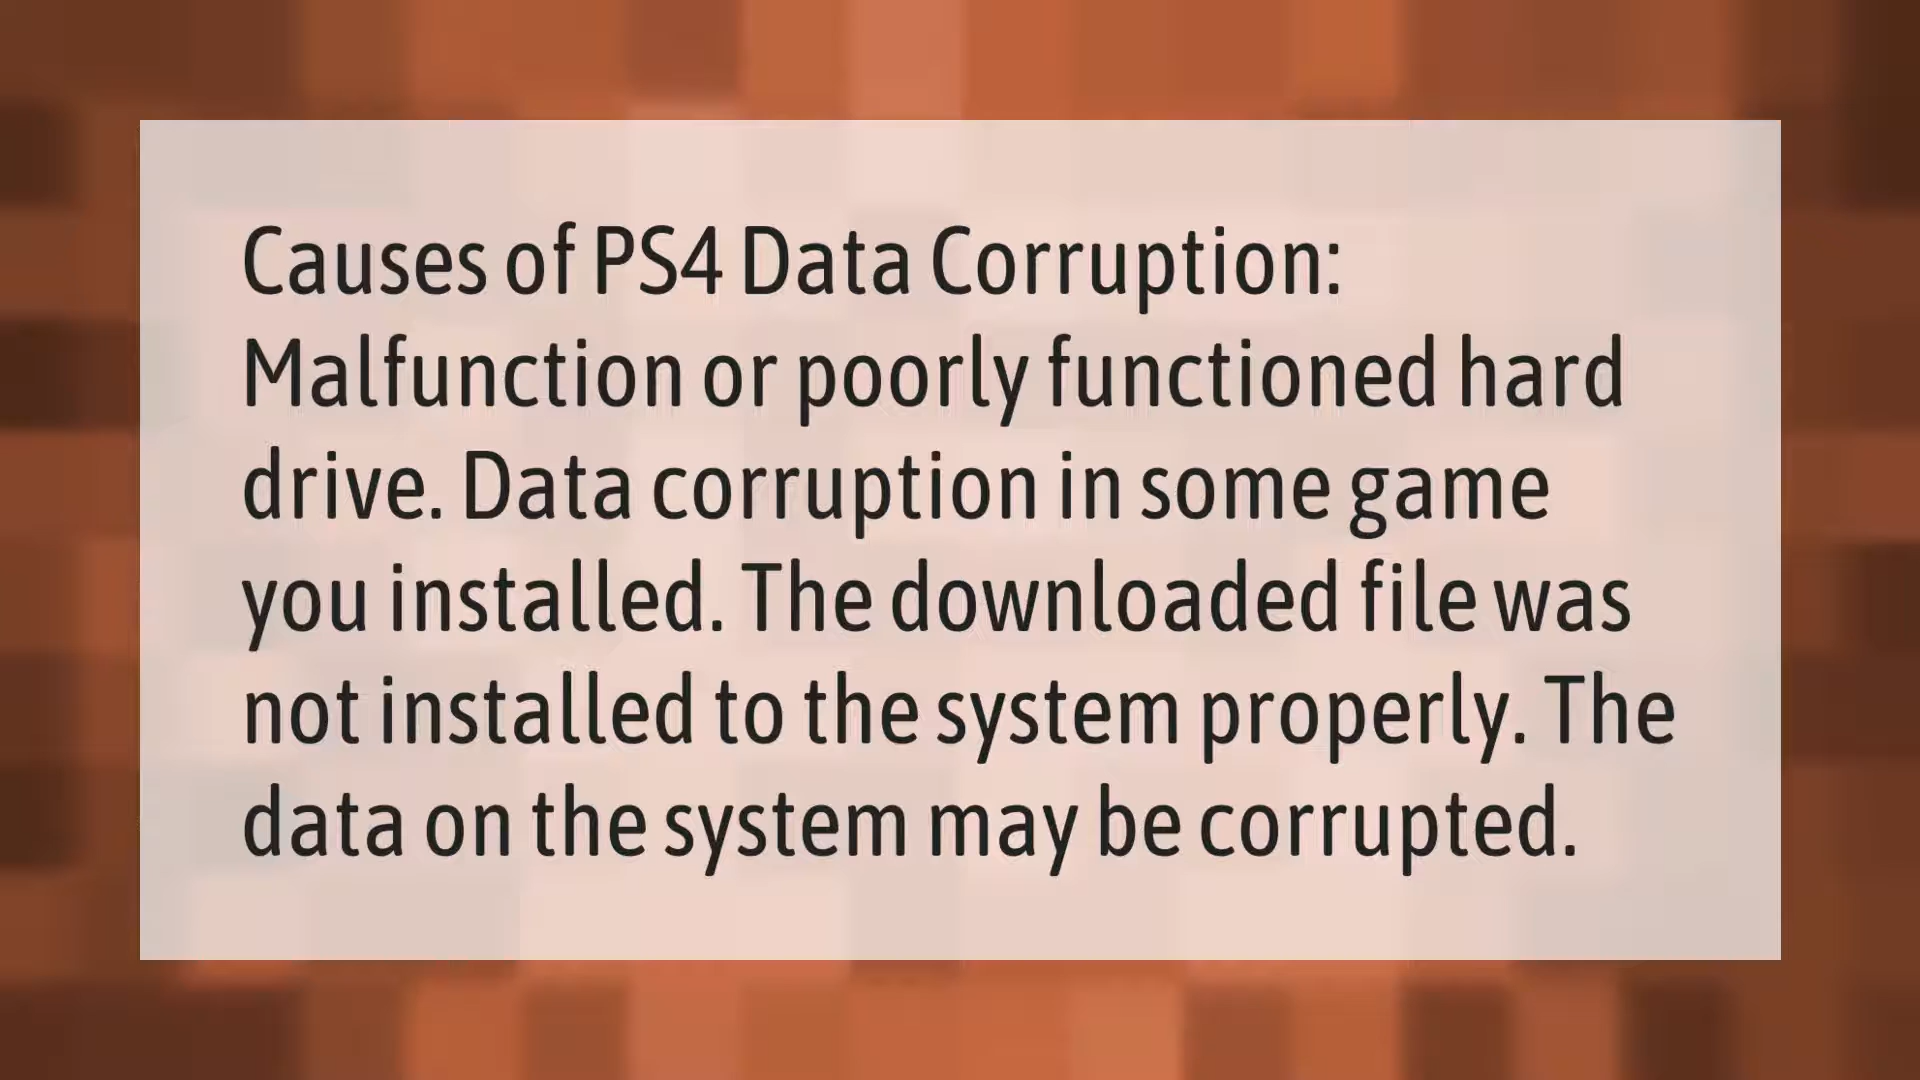 Causes of PS4 Data Corruption:
Malfunction or poorly functioned hard
drive. Data corruption in some game
you installed. The downloaded file was
not installed to the system properly. The
data on the system may be corrupted.